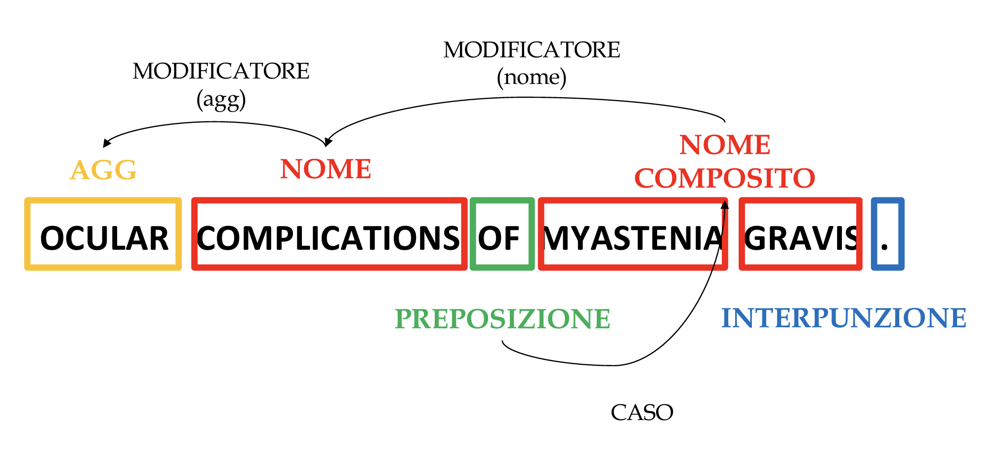 MODIFICATORE
(nome)
MODIFICATORE
(agg)
NOME
COMPOSITO
AGG
NOME
OCULAR COMPLICATIONS OF MYASTENIA GRAVIS .
PREPOSIZIONE
INTERPUNZIONE
CASO